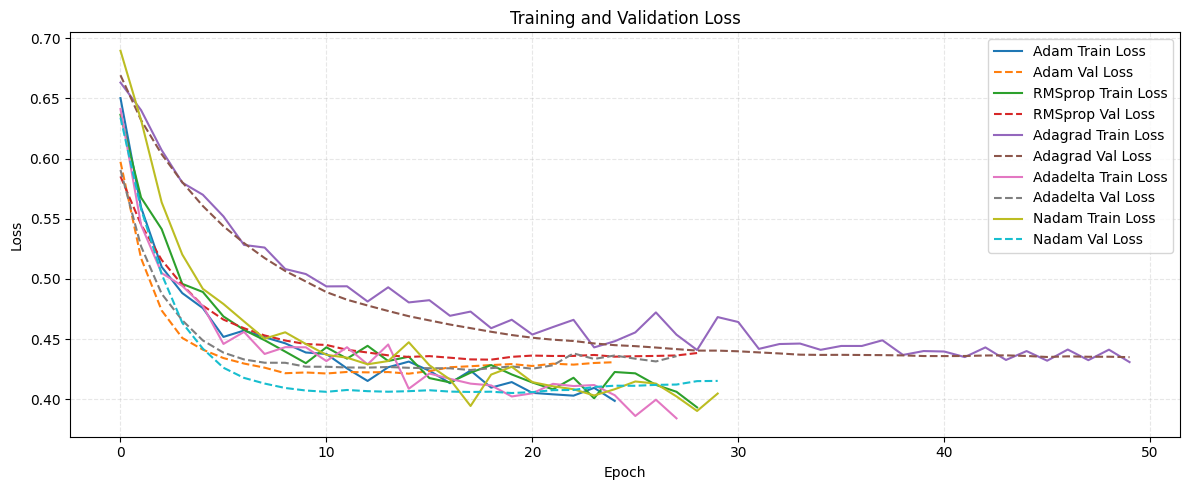 Training and Validation Loss
Loss
0.70
0.65
0.60
0.55
0.50
0.45
0.40
0
10
20
30
40
50
Epoch
Adam Train Loss
Adam Val Loss
RMSprop Train Loss
RMSprop Val Loss
Adagrad Train Loss
Adagrad Val Loss
Adadelta Train Loss
Adadelta Val Loss
Nadam Train Loss
Nadam Val Loss